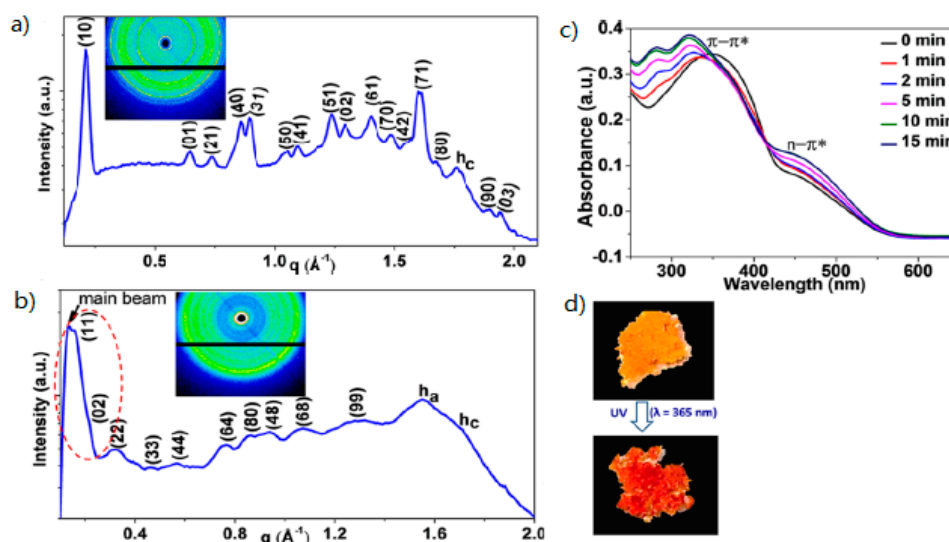 a)
Intensity (a.u.)
(10)
(01)
(21)
(40)
(31)
(50)
(41)
(51)
(02)
(61)
(70)
(42)
(71)
(80)
hc
(90)
(03)
0.5
1.0
1.5
2.0
q (Å-1)
b)
Intensity (a.u.)
main beam
(11)
(02)
(22)
(33)
(44)
(64)
(80)
(48)
(68)
(99)
ha
hc
0.4
0.8
1.2
1.6
2.0
q (Å-1)
c)
Absorbance (a.u.)
0.4
0.3
0.2
0.1
0.0
-0.1
π–π*
n–π*
0 min
1 min
2 min
5 min
10 min
15 min
300
400
500
600
Wavelength (nm)
d)
UV (λ = 365 nm)